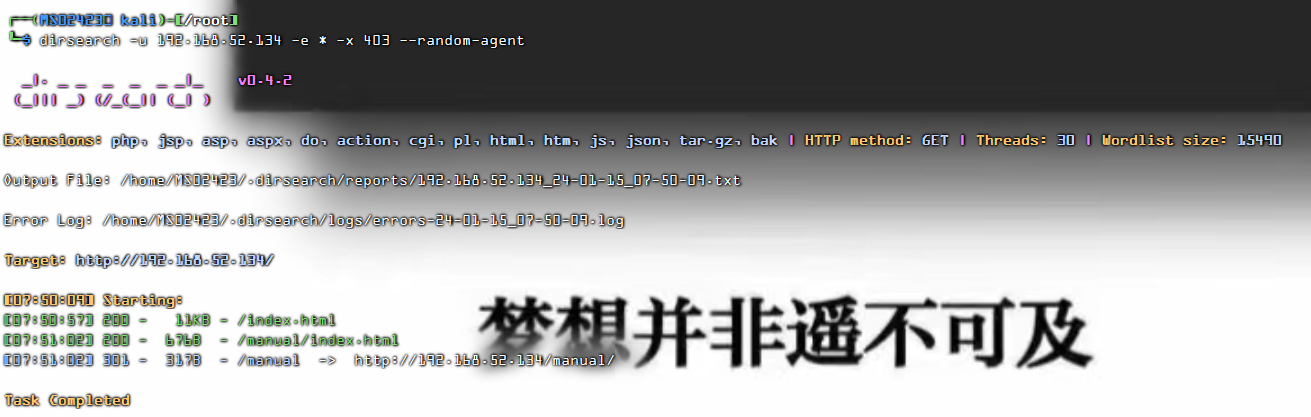 ┌──(MS02423㉿kali)-[/root]
└─$ dirsearch -u 192.168.52.134 -e * -x 403 --random-agent
_|. _ _  _  _  _ _|_    v0.4.2
(_||| _) (/_(_|| (_| )
Extensions: php, jsp, asp, aspx, do, action, cgi, pl, html, htm, js, json, tar.gz, bak | HTTP method: GET | Threads: 30 | Wordlist size: 15490
Output File: /home/MS02423/.dirsearch/reports/192.168.52.134_24-01-15_07-50-09.txt
Error Log: /home/MS02423/.dirsearch/logs/errors-24-01-15_07-50-09.log
Target: http://192.168.52.134/
[07:50:09] Starting:
[07:50:57] 200 -   11KB - /index.html
[07:51:02] 200 -  676B  - /manual/index.html
[07:51:02] 301 -  317B  - /manual  ->  http://192.168.52.134/manual/
梦想并非遥不可及
Task Completed